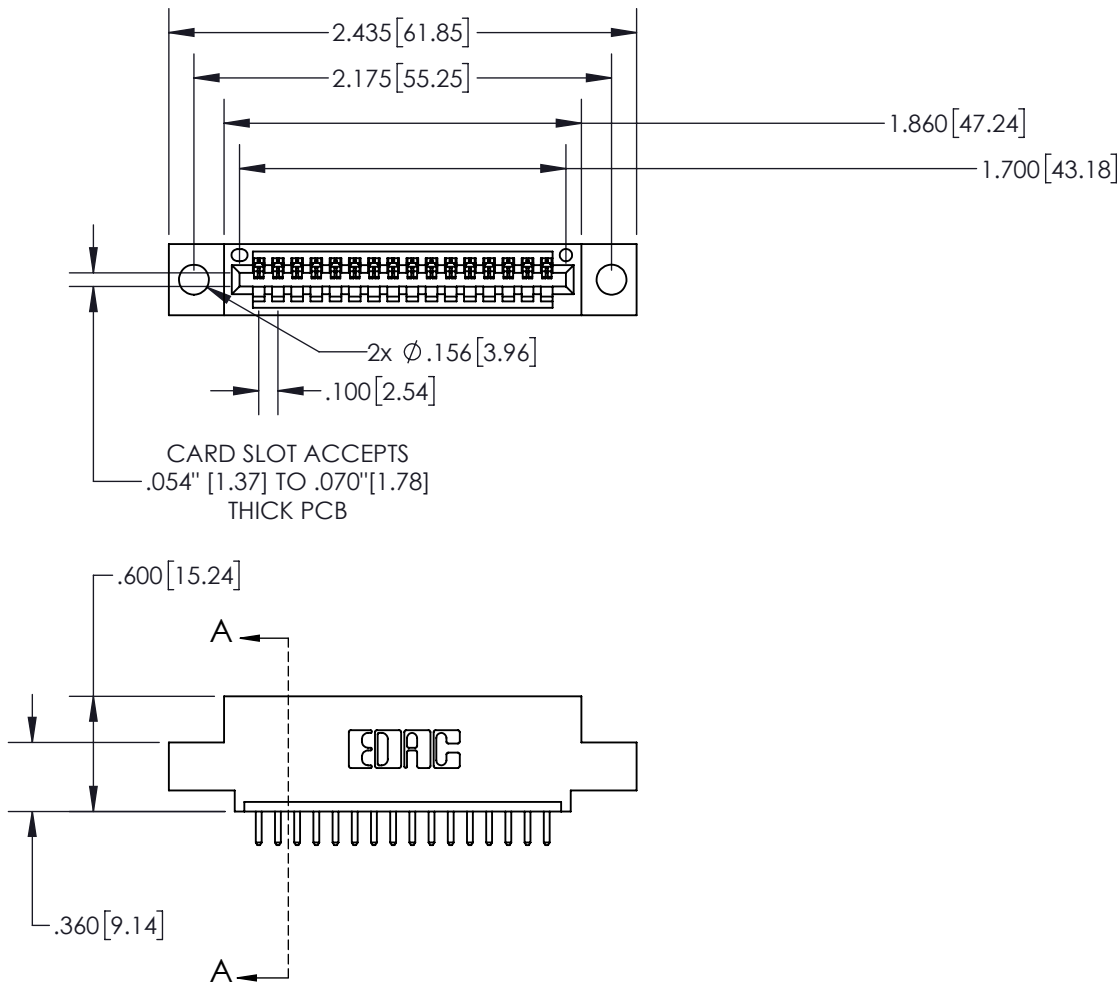 2.435[61.85]
2.175[55.25]
1.860[47.24]
1.700[43.18]
2x Ø.156[3.96]
.100[2.54]
CARD SLOT ACCEPTS
.054" [1.37] TO .070"[1.78]
THICK PCB
.600[15.24]
A
EDAC
.360[9.14]
A